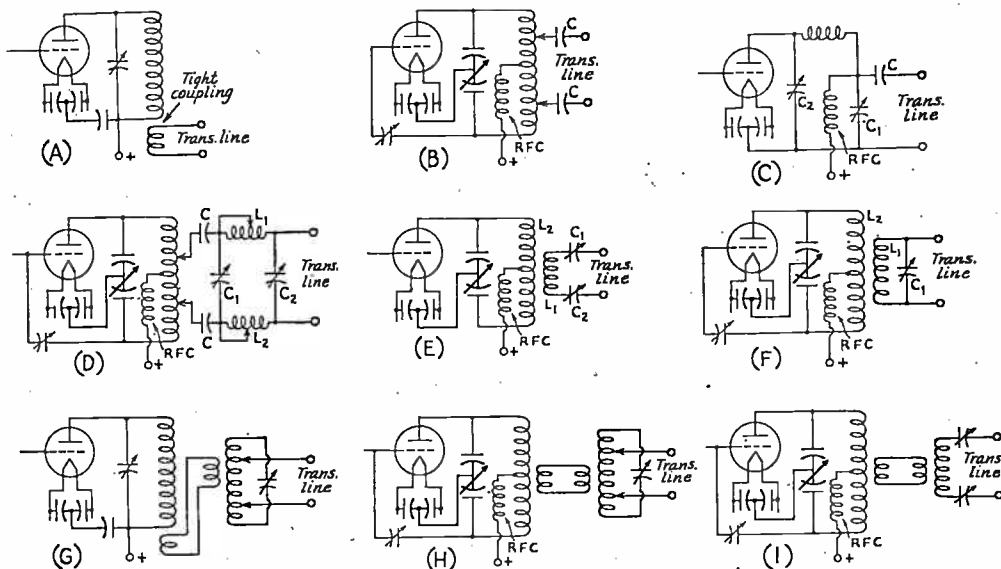 Tight
coupling
Trans. line
+
(A)
C
Trans.
line
C
RFC
+
(B)
C
Trans.
line
C2
C1
RFC
+
(C)
C
L1
Trans.
line
C1
C2
C
L2
RFC
+
(D)
L2
C1
Trans.
line
L1
C2
RFC
+
(E)
L2
L1
Trans.
line
C1
RFC
+
(F)
Trans.
line
+
(G)
Trans.
line
RFC
+
(H)
Trans.
line
RFC
+
(I)